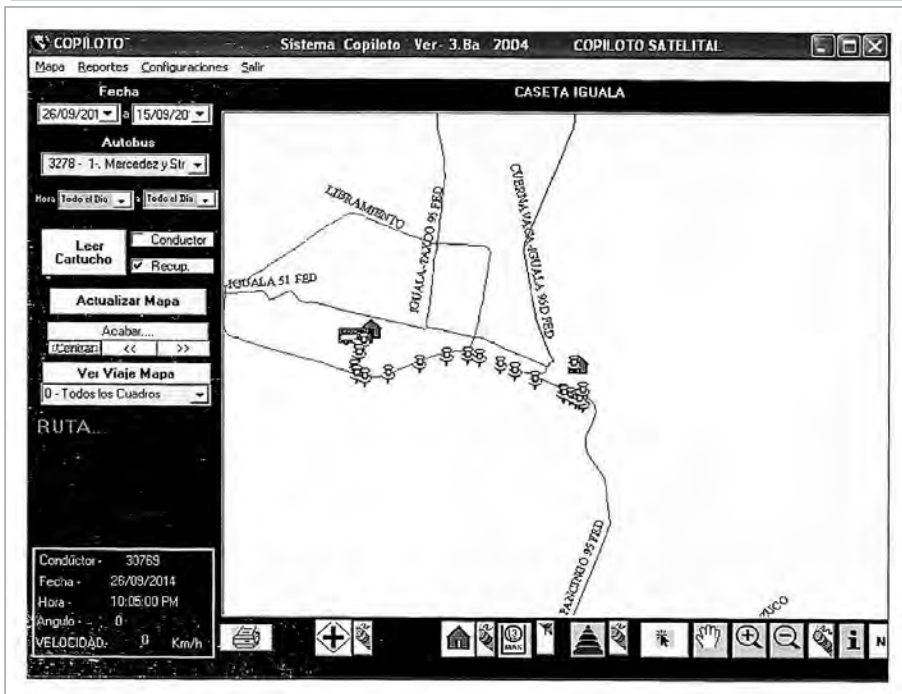 COPILOTO Sistema Copiloto Ver- 3.Ba 2004 COPILOTO SATELITAL
Mapa Reportes Configuraciones Salir
Fecha
CASETA IGUALA
26/09/201 a 15/09/20
Autobus
3278 - 1-. Mercedez y Str
Hora Todo el Dia a Todo el Dia
Leer Cartucho
Conductor
Recup.
Actualizar Mapa
Acabar....
Centrar << >>
Ver Viaje Mapa
0 - Todos los Cuadros
RUTA...
Condúctor - 30769
Fecha - 26/09/2014
Hora - 10:05:00 PM
Angulo - 0
VELOCIDAD- 0 Km/h
LIBRAMIENTO
IGUALA-TAXCO 95 FED
CUERNAVACA-IGUALA 95D FED
IGUALA 51 FED
95 FED
MAX
i
N